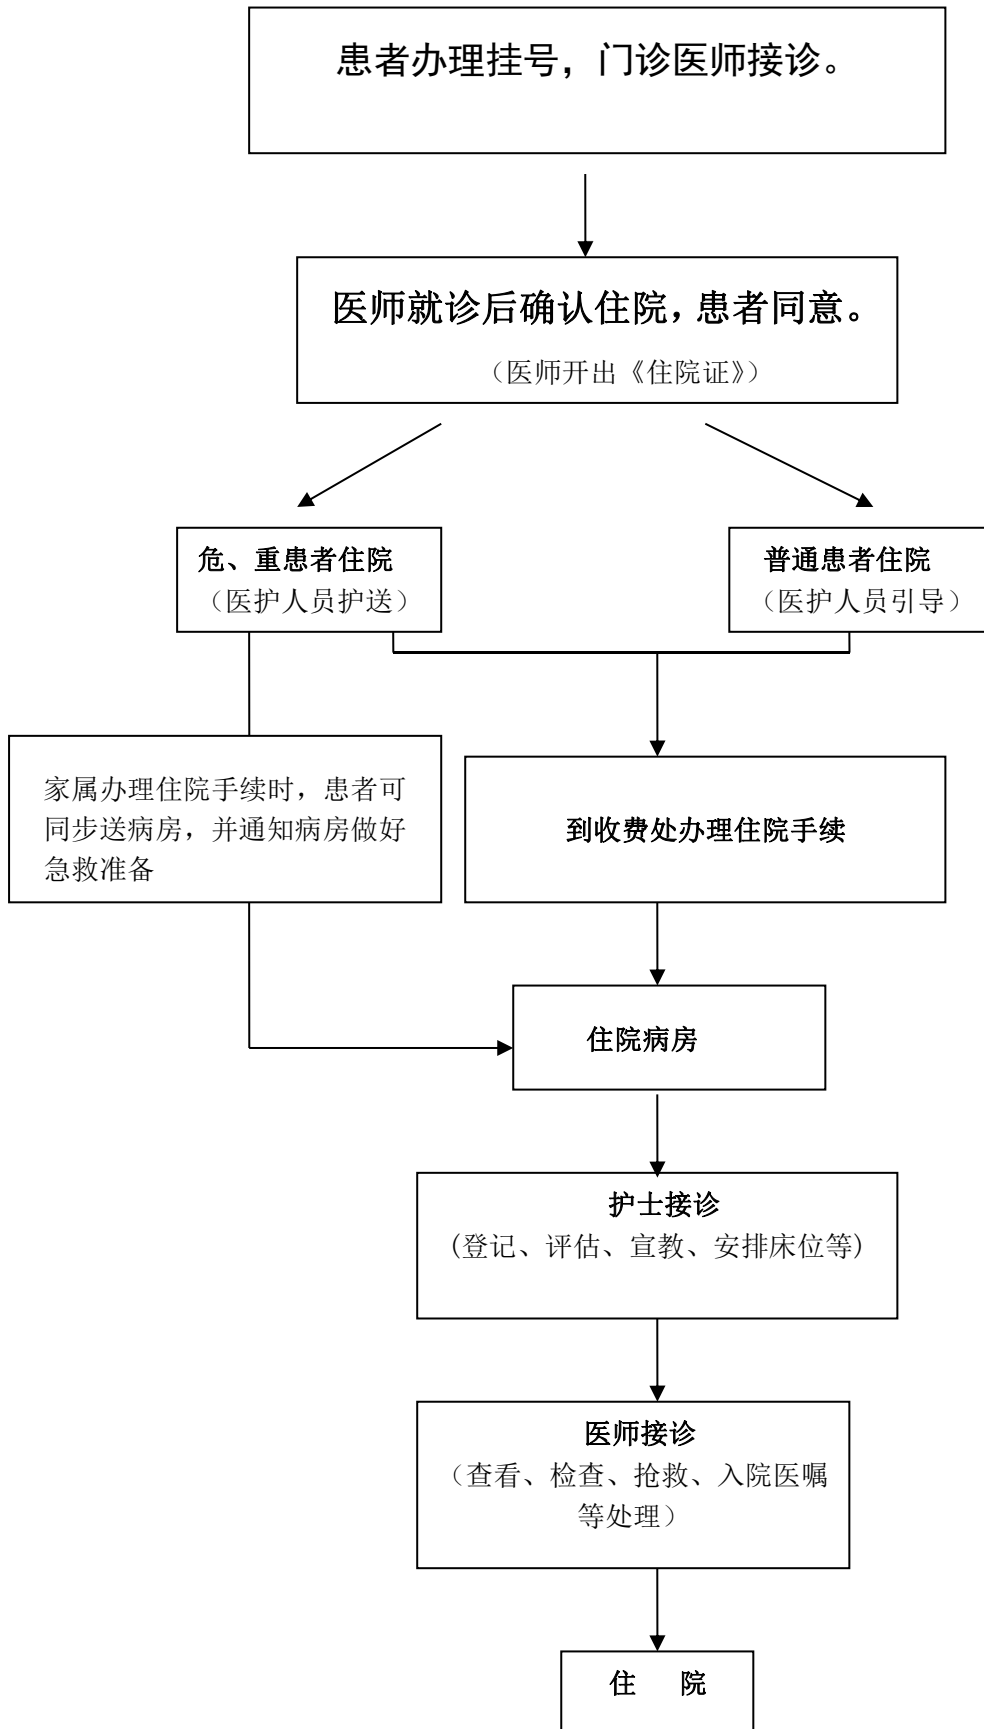 患者办理挂号，门诊医师接诊。
医师就诊后确认住院，患者同意。
（医师开出《住院证》）
危、重患者住院
（医护人员护送）
普通患者住院
（医护人员引导）
家属办理住院手续时，患者可
同步送病房，并通知病房做好
急救准备
到收费处办理住院手续
住院病房
护士接诊
(登记、评估、宣教、安排床位等)
医师接诊
（查看、检查、抢救、入院医嘱
等处理）
住 院